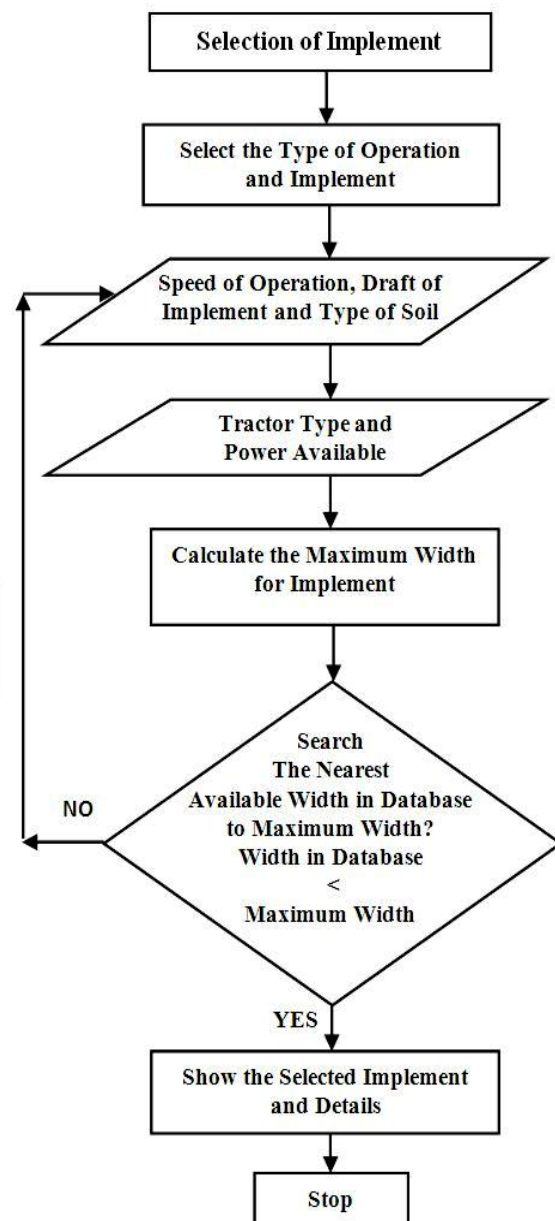 Selection of Implement
Select the Type of Operation
and Implement
Speed of Operation, Draft of
Implement and Type of Soil
Tractor Type and
Power Available
Calculate the Maximum Width
for Implement
Search
The Nearest
Available Width in Database
to Maximum Width?
Width in Database
<
Maximum Width
NO
YES
Show the Selected Implement
and Details
Stop